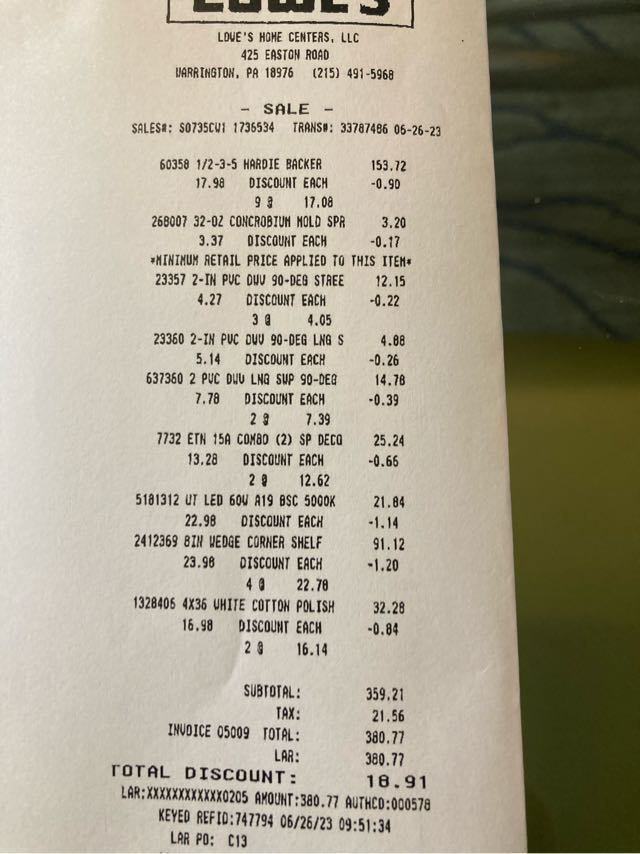 LOWE'S
LOWE'S HOME CENTERS, LLC
425 EASTON ROAD
WARRINGTON, PA 18976 (215) 491-5968
- SALE -
SALES#: S0735CW1 1736534 TRANS#: 33787486 06-26-23
60358 1/2-3-5 HARDIE BACKER 153.72
17.98 DISCOUNT EACH -0.90
9 @ 17.08
268007 32-OZ CONCROBIUM MOLD SPR 3.20
3.37 DISCOUNT EACH -0.17
*MINIMUM RETAIL PRICE APPLIED TO THIS ITEM*
23357 2-IN PVC DWV 90-DEG STREE 12.15
4.27 DISCOUNT EACH -0.22
3 @ 4.05
23360 2-IN PVC DWV 90-DEG LNG S 4.88
5.14 DISCOUNT EACH -0.26
637360 2 PVC DWV LNG SWP 90-DEG 14.78
7.78 DISCOUNT EACH -0.39
2 @ 7.39
7732 ETN 15A COMBO (2) SP DECO 25.24
13.28 DISCOUNT EACH -0.66
2 @ 12.62
5181312 UT LED 60W A19 BSC 5000K 21.84
22.98 DISCOUNT EACH -1.14
2412369 8IN WEDGE CORNER SHELF 91.12
23.98 DISCOUNT EACH -1.20
4 @ 22.78
1328406 4X36 WHITE COTTON POLISH 32.28
16.98 DISCOUNT EACH -0.84
2 @ 16.14
SUBTOTAL: 359.21
TAX: 21.56
INVOICE 05009 TOTAL: 380.77
LAR: 380.77
TOTAL DISCOUNT: 18.91
LAR:XXXXXXXXXXXX0205 AMOUNT:380.77 AUTHCD:000578
KEYED REFID:747794 06/26/23 09:51:34
LAR PO: C13